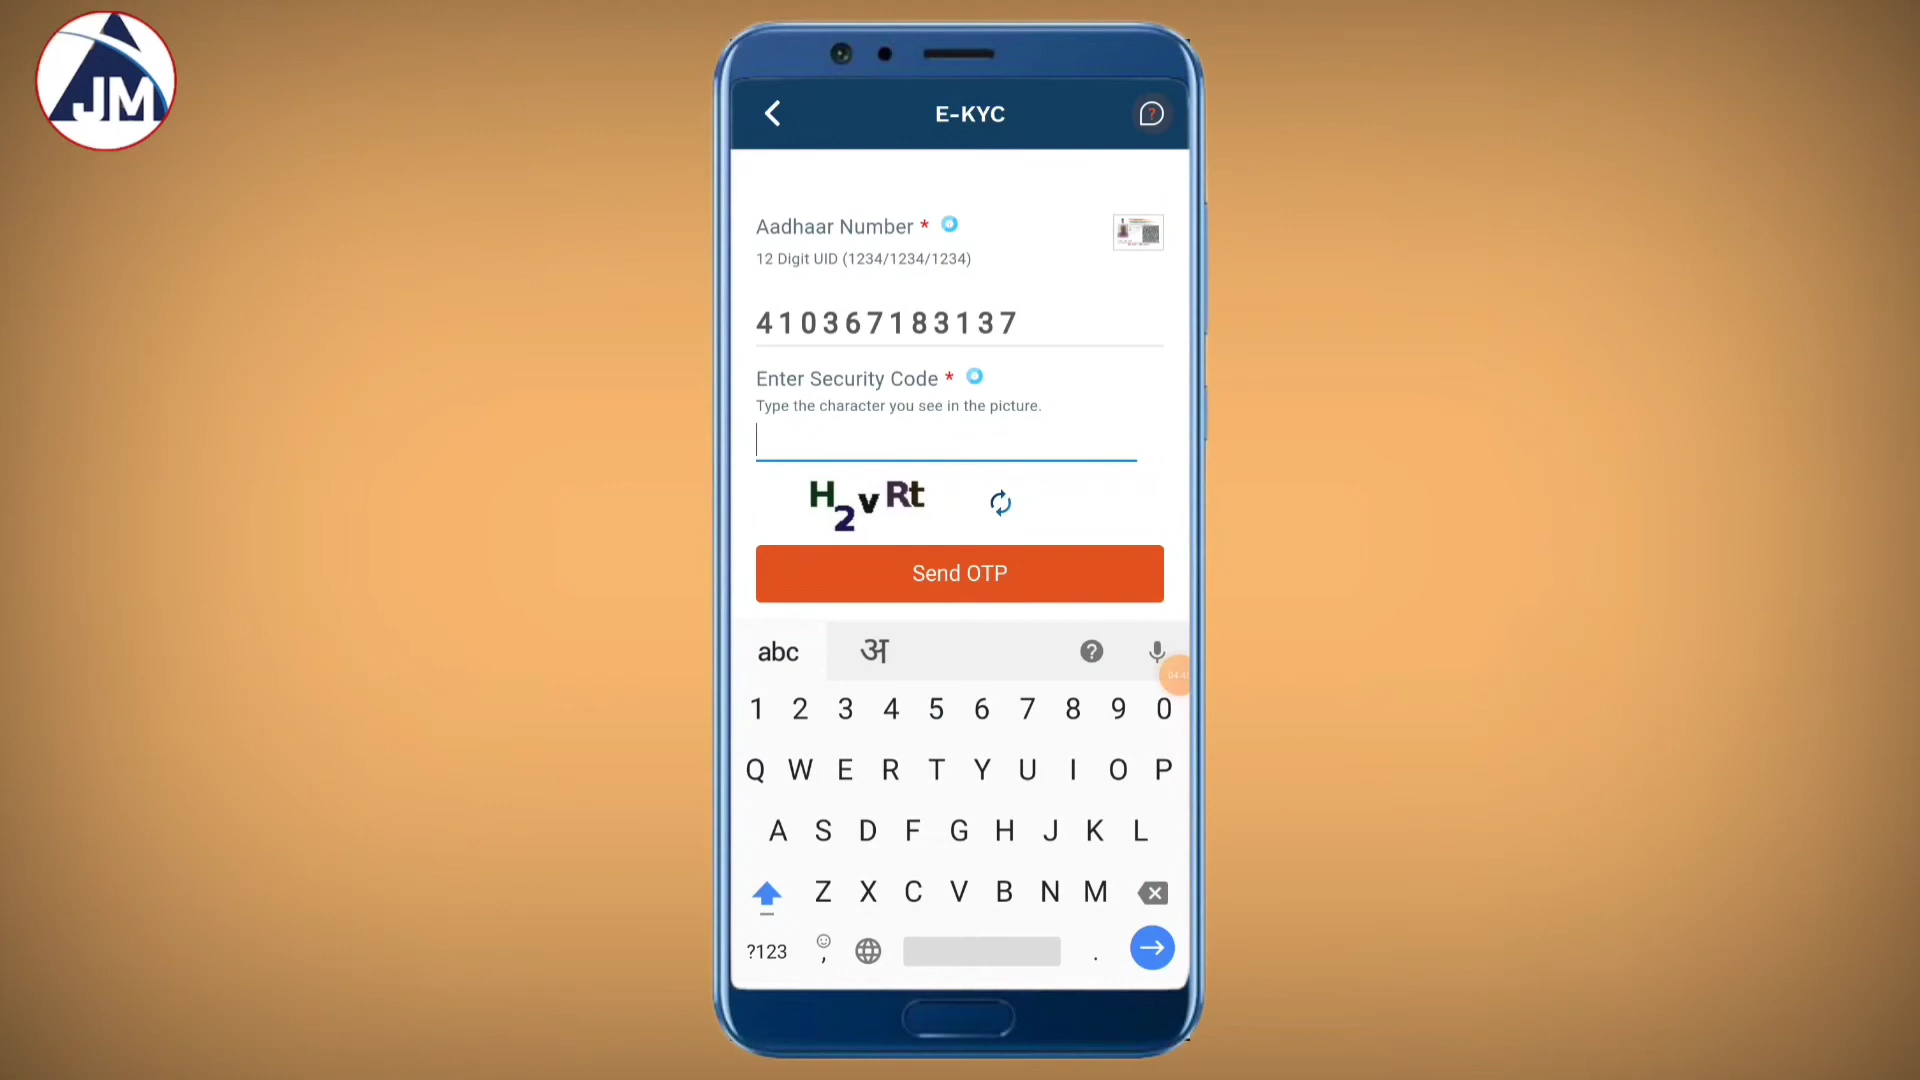 JM
E-KYC
Aadhaar Number *
12 Digit UID (1234/1234/1234)
410367183137
Enter Security Code *
Type the character you see in the picture.
H2vRt
Send OTP
abc अ
1 2 3 4 5 6 7 8 9 0
Q W E R T Y U I O P
A S D F G H J K L
Z X C V B N M
?123 , .